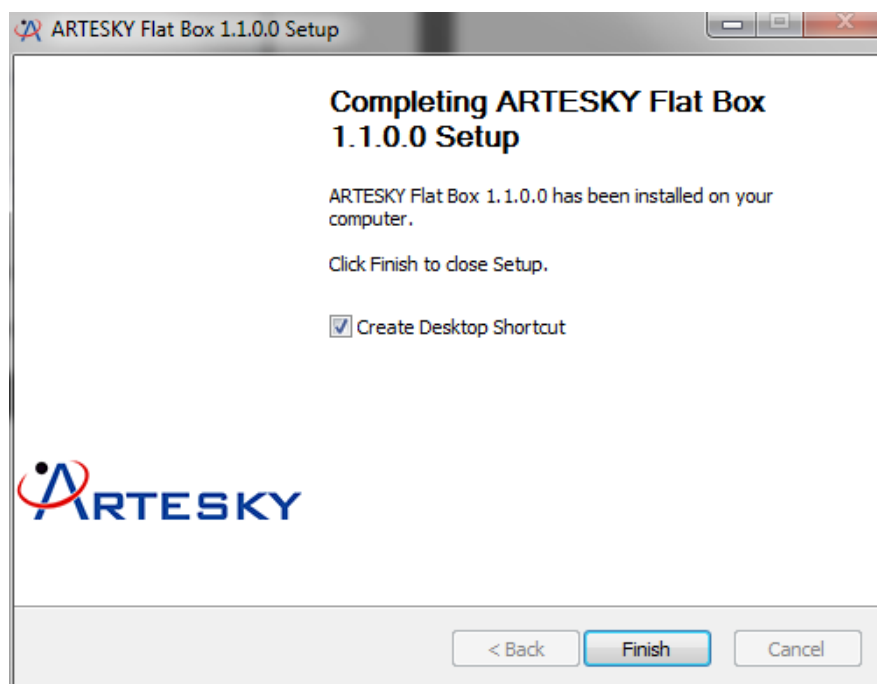 ARTESKY Flat Box 1.1.0.0 Setup
Completing ARTESKY Flat Box
1.1.0.0 Setup
ARTESKY Flat Box 1.1.0.0 has been installed on your
computer.
Click Finish to close Setup.
Create Desktop Shortcut
ARTESKY
< Back Finish Cancel